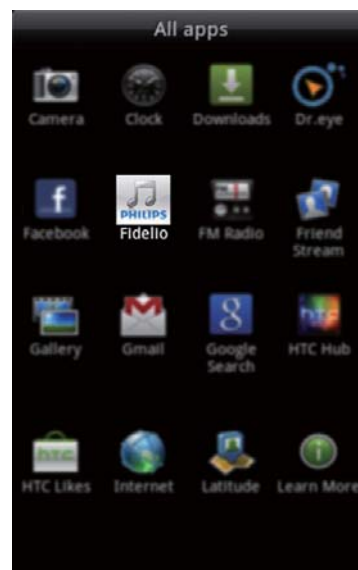 All apps
Camera Clock Downloads Dr.eye
PHILIPS
Facebook Fidelio FM Radio Friend Stream
Gallery Gmail Google Search HTC Hub
hTC
HTC Likes Internet Latitude Learn More